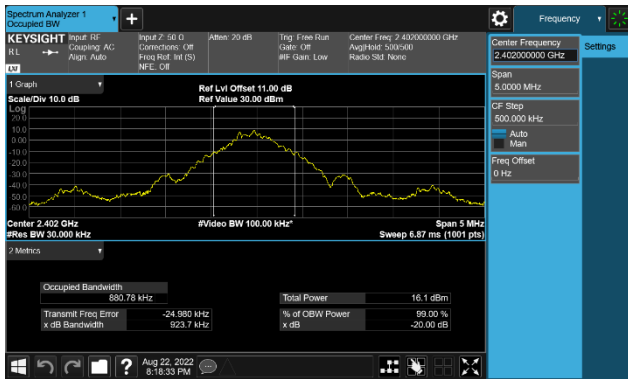 Spectrum Analyzer 1
Occupied BW
Frequency
KEYSIGHT
R L
LXI
Input: RF
Coupling: AC
Align: Auto
Input Z: 50 Ω
Corrections: Off
Freq Ref: Int (S)
NFE: Off
Atten: 20 dB
Trig: Free Run
Gate: Off
#IF Gain: Low
Center Freq: 2.402000000 GHz
Avg|Hold: 500/500
Radio Std: None
Center Frequency
2.402000000 GHz
Settings
Span
5.0000 MHz
CF Step
500.000 kHz
Auto
Man
Freq Offset
0 Hz
1 Graph
Scale/Div 10.0 dB
Ref Lvl Offset 11.00 dB
Ref Value 30.00 dBm
Log
20.0
10.0
0.00
-10.0
-20.0
-30.0
-40.0
-50.0
-60.0
Center 2.402 GHz
#Res BW 30.000 kHz
#Video BW 100.00 kHz*
Span 5 MHz
Sweep 6.87 ms (1001 pts)
2 Metrics
Occupied Bandwidth
880.78 kHz
Total Power 16.1 dBm
Transmit Freq Error -24.980 kHz
% of OBW Power 99.00 %
x dB Bandwidth 923.7 kHz
x dB -20.00 dB
?
Aug 22, 2022
8:18:33 PM